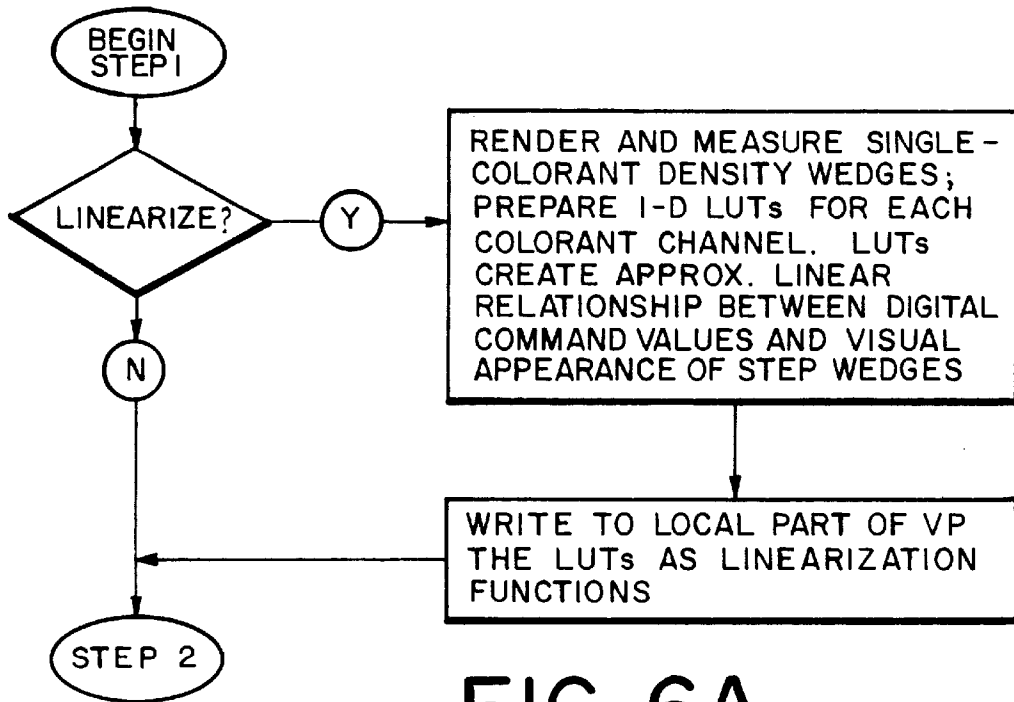 BEGIN
STEP 1
LINEARIZE?
Y
RENDER AND MEASURE SINGLE-
COLORANT DENSITY WEDGES;
PREPARE 1-D LUTs FOR EACH
COLORANT CHANNEL. LUTs
CREATE APPROX. LINEAR
RELATIONSHIP BETWEEN DIGITAL
COMMAND VALUES AND VISUAL
APPEARANCE OF STEP WEDGES
N
WRITE TO LOCAL PART OF VP
THE LUTs AS LINEARIZATION
FUNCTIONS
STEP 2
FIG. 6A